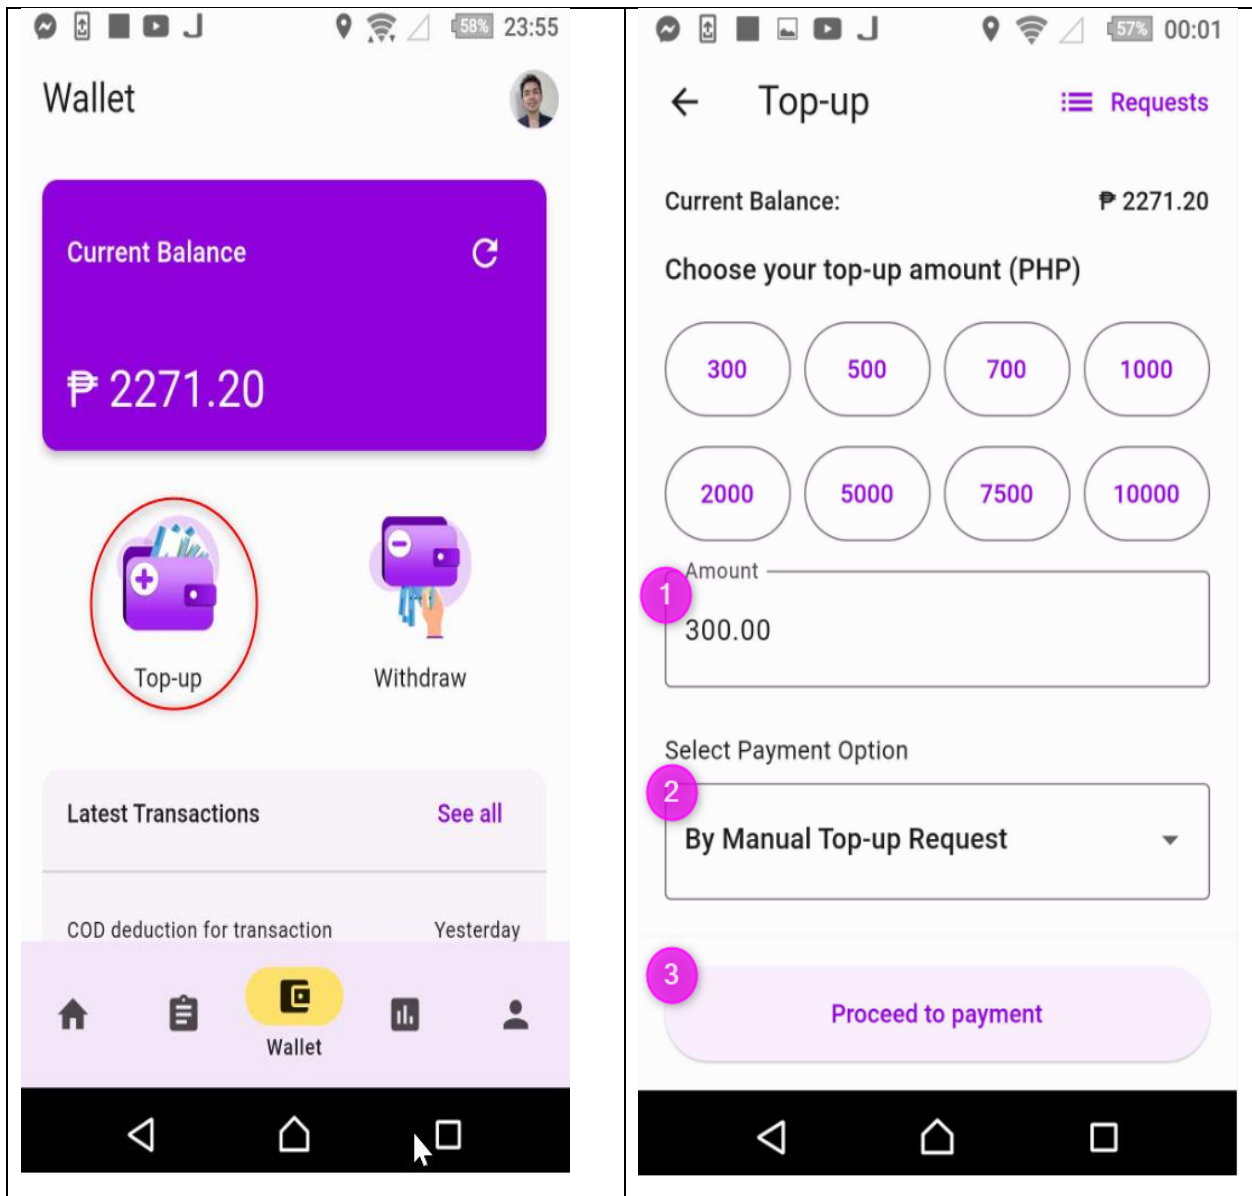 58% 23:55
Wallet
Current Balance
₱ 2271.20
Top-up
Withdraw
Latest Transactions
See all
COD deduction for transaction
Yesterday
Wallet
57% 00:01
Top-up
Requests
Current Balance:
₱ 2271.20
Choose your top-up amount (PHP)
300 500 700 1000
2000 5000 7500 10000
1
Amount
300.00
Select Payment Option
2
By Manual Top-up Request
3
Proceed to payment